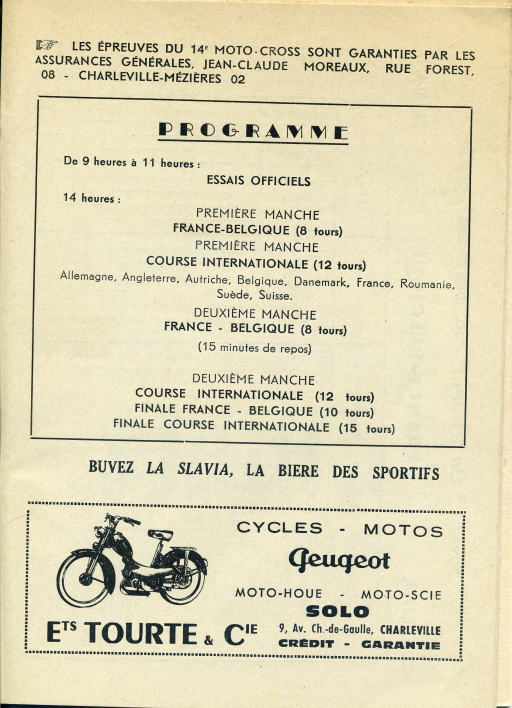 ☞ LES ÉPREUVES DU 14e MOTO-CROSS SONT GARANTIES PAR LES
ASSURANCES GÉNÉRALES, JEAN-CLAUDE MOREAUX, RUE FOREST,
08 - CHARLEVILLE-MÉZIÈRES 02
PROGRAMME
De 9 heures à 11 heures :
ESSAIS OFFICIELS
14 heures :
PREMIÈRE MANCHE
FRANCE-BELGIQUE (8 tours)
PREMIÈRE MANCHE
COURSE INTERNATIONALE (12 tours)
Allemagne, Angleterre, Autriche, Belgique, Danemark, France, Roumanie,
Suède, Suisse.
DEUXIÈME MANCHE
FRANCE - BELGIQUE (8 tours)
(15 minutes de repos)
DEUXIÈME MANCHE
COURSE INTERNATIONALE (12 tours)
FINALE FRANCE - BELGIQUE (10 tours)
FINALE COURSE INTERNATIONALE (15 tours)
BUVEZ LA SLAVIA, LA BIERE DES SPORTIFS
CYCLES - MOTOS
Peugeot
MOTO-HOUE - MOTO-SCIE
SOLO
ETS TOURTE & CIE
9, Av. Ch.-de-Gaulle, CHARLEVILLE
CRÉDIT - GARANTIE